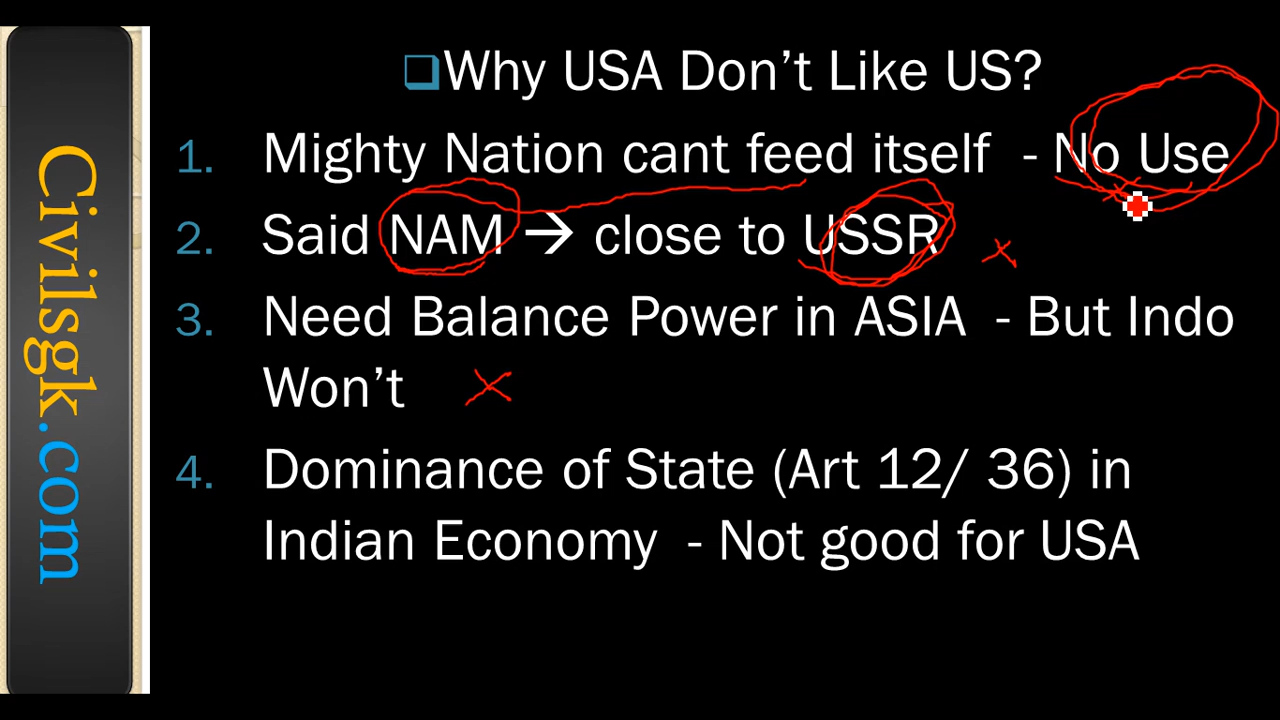 Civilsgk.com
Why USA Don't Like US?
1. Mighty Nation cant feed itself - No Use
2. Said NAM → close to USSR
3. Need Balance Power in ASIA - But Indo
Won't
4. Dominance of State (Art 12/ 36) in
Indian Economy - Not good for USA